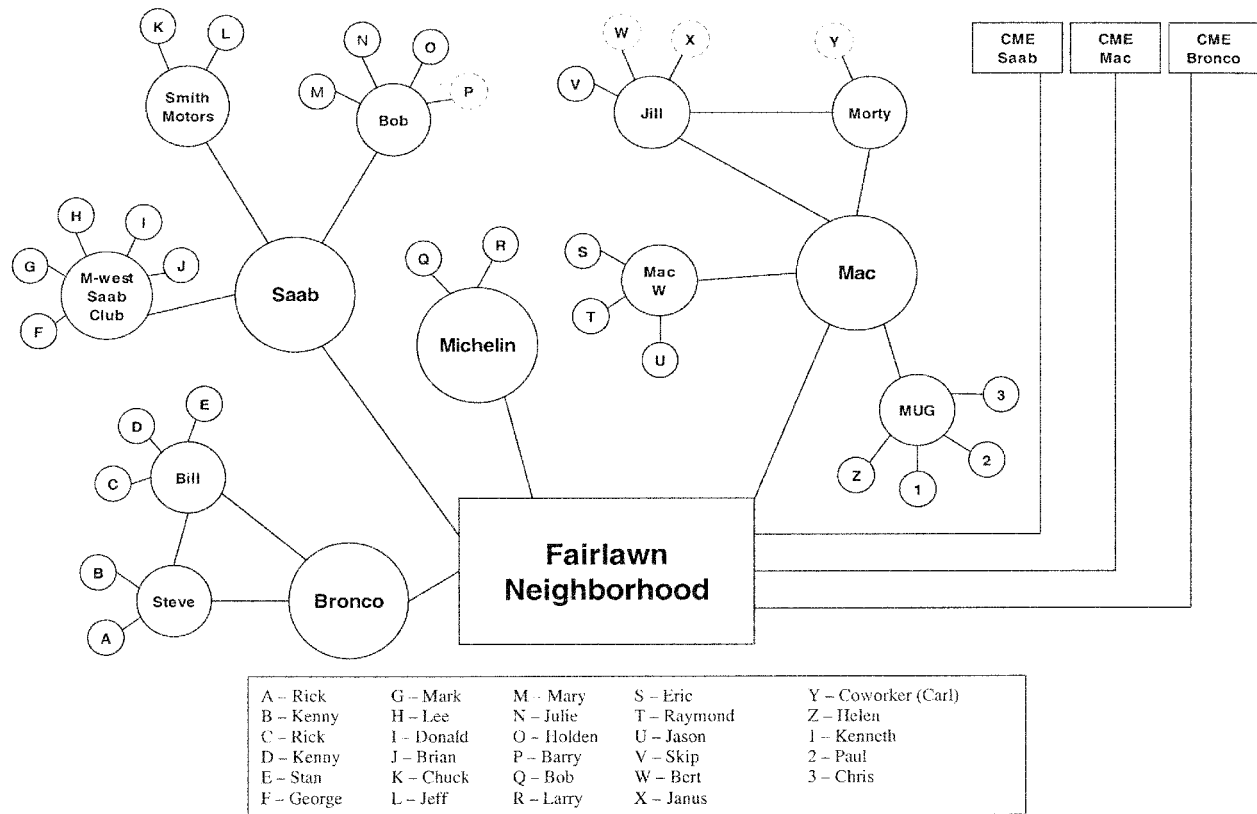 K
L
N
O
W
X
Y
CME
Saab
CME
Mac
CME
Bronco
Smith
Motors
M
Bob
P
V
Jill
Morty
H
I
G
J
M-west
Saab
Club
F
Saab
Q
R
Michelin
S
Mac
W
T
U
Mac
MUG
3
2
Z
1
E
D
C
Bill
B
Steve
A
Bronco
Fairlawn
Neighborhood
A – Rick
B – Kenny
C – Rick
D – Kenny
E – Stan
F – George
G – Mark
H – Lee
I – Donald
J – Brian
K – Chuck
L – Jeff
M – Mary
N – Julie
O – Holden
P – Barry
Q – Bob
R – Larry
S – Eric
T – Raymond
U – Jason
V – Skip
W – Bert
X – Janus
Y – Coworker (Carl)
Z – Helen
1 – Kenneth
2 – Paul
3 – Chris